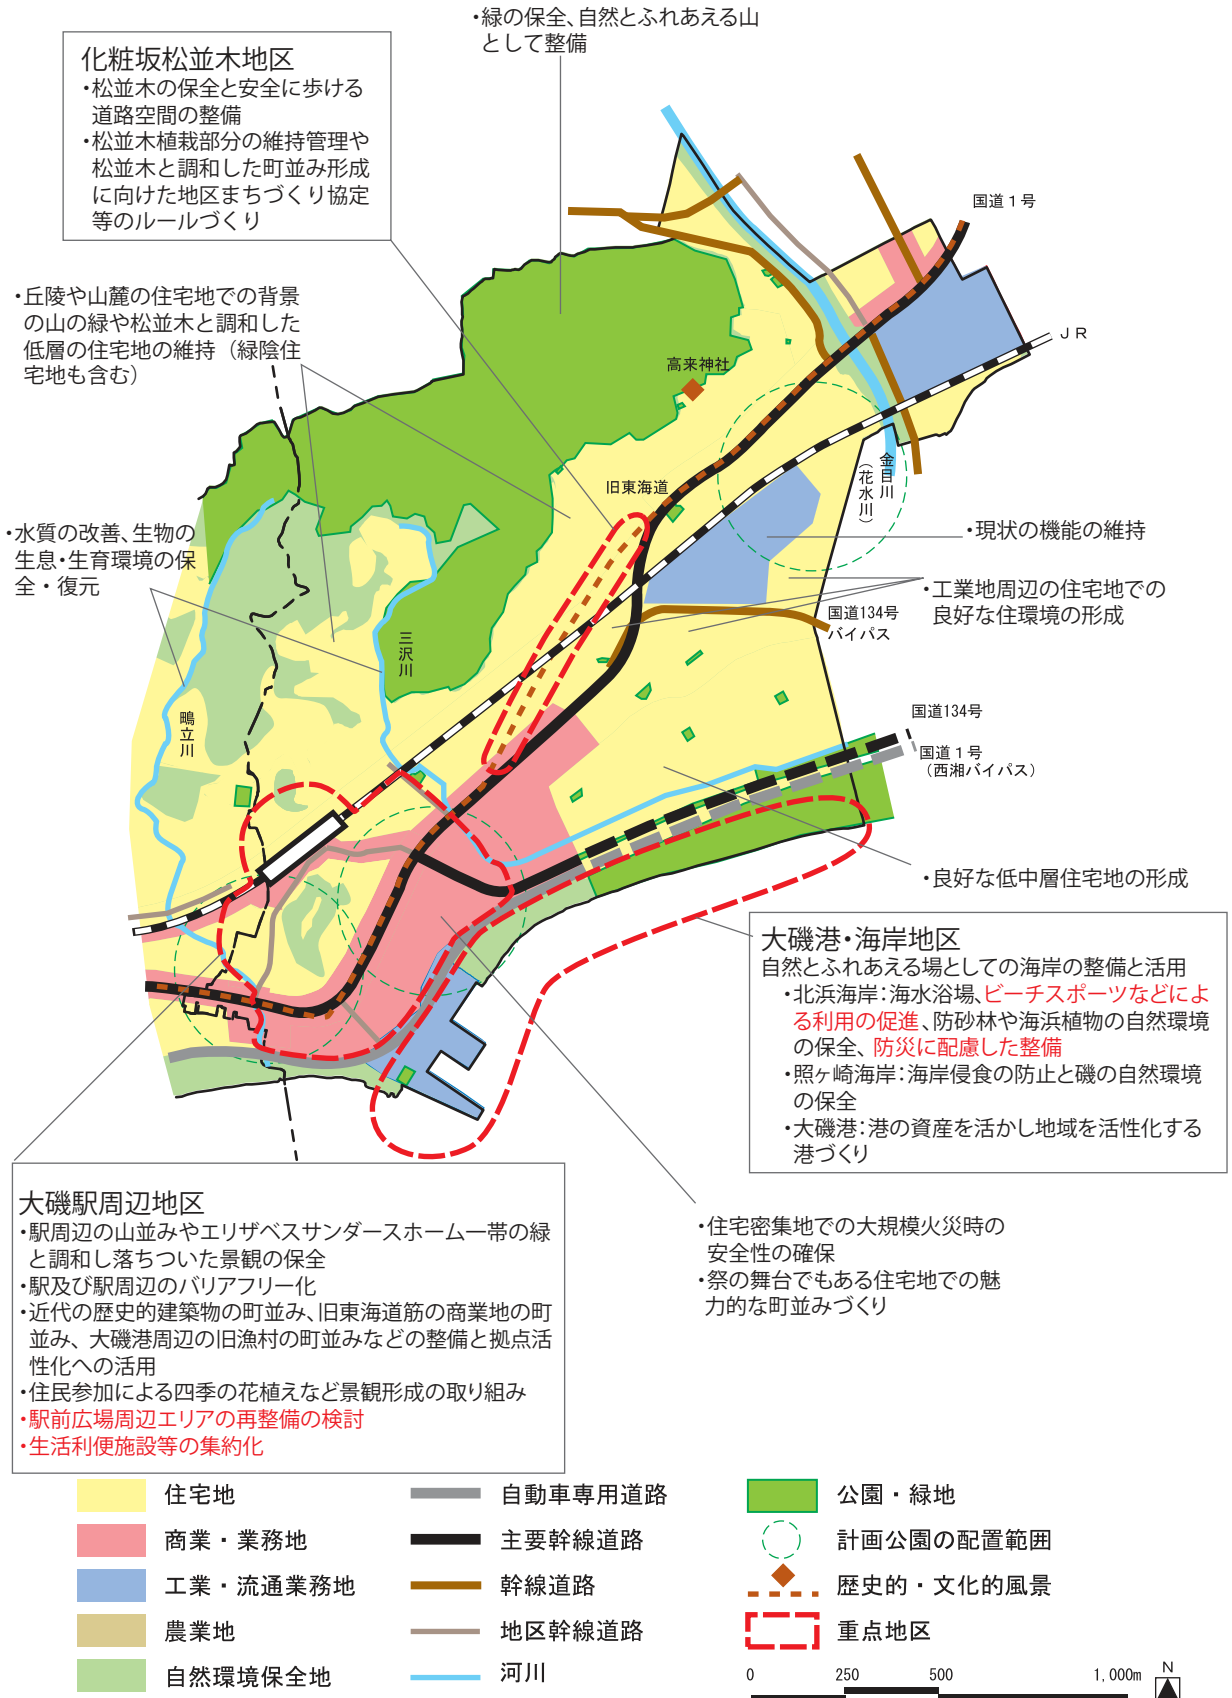 ・緑の保全、自然とふれあえる山
として整備
化粧坂松並木地区
・松並木の保全と安全に歩ける
道路空間の整備
・松並木植栽部分の維持管理や
松並木と調和した町並み形成
に向けた地区まちづくり協定
等のルールづくり
国道１号
・丘陵や山麓の住宅地での背景
の山の緑や松並木と調和した
低層の住宅地の維持（緑陰住
宅地も含む）
ＪＲ
高来神社
旧東海道
金目川
（花水川）
・水質の改善、生物の
生息・生育環境の保
全・復元
・現状の機能の維持
・工業地周辺の住宅地での
良好な住環境の形成
国道134号
バイパス
三沢川
鴫立川
国道134号
国道１号
（西湘バイパス）
・良好な低中層住宅地の形成
大磯港・海岸地区
自然とふれあえる場としての海岸の整備と活用
・北浜海岸：海水浴場、ビーチスポーツなどによ
る利用の促進、防砂林や海浜植物の自然環境
の保全、防災に配慮した整備
・照ヶ崎海岸：海岸侵食の防止と磯の自然環境
の保全
・大磯港：港の資産を活かし地域を活性化する
港づくり
大磯駅周辺地区
・駅周辺の山並みやエリザベスサンダースホーム一帯の緑
と調和し落ちついた景観の保全
・駅及び駅周辺のバリアフリー化
・近代の歴史的建築物の町並み、旧東海道筋の商業地の町
並み、大磯港周辺の旧漁村の町並みなどの整備と拠点活
性化への活用
・住民参加による四季の花植えなど景観形成の取り組み
・駅前広場周辺エリアの再整備の検討
・生活利便施設等の集約化
・住宅密集地での大規模火災時の
安全性の確保
・祭の舞台でもある住宅地での魅
力的な町並みづくり
住宅地
商業・業務地
工業・流通業務地
農業地
自然環境保全地
自動車専用道路
主要幹線道路
幹線道路
地区幹線道路
河川
公園・緑地
計画公園の配置範囲
歴史的・文化的風景
重点地区
0 250 500 1,000m
N